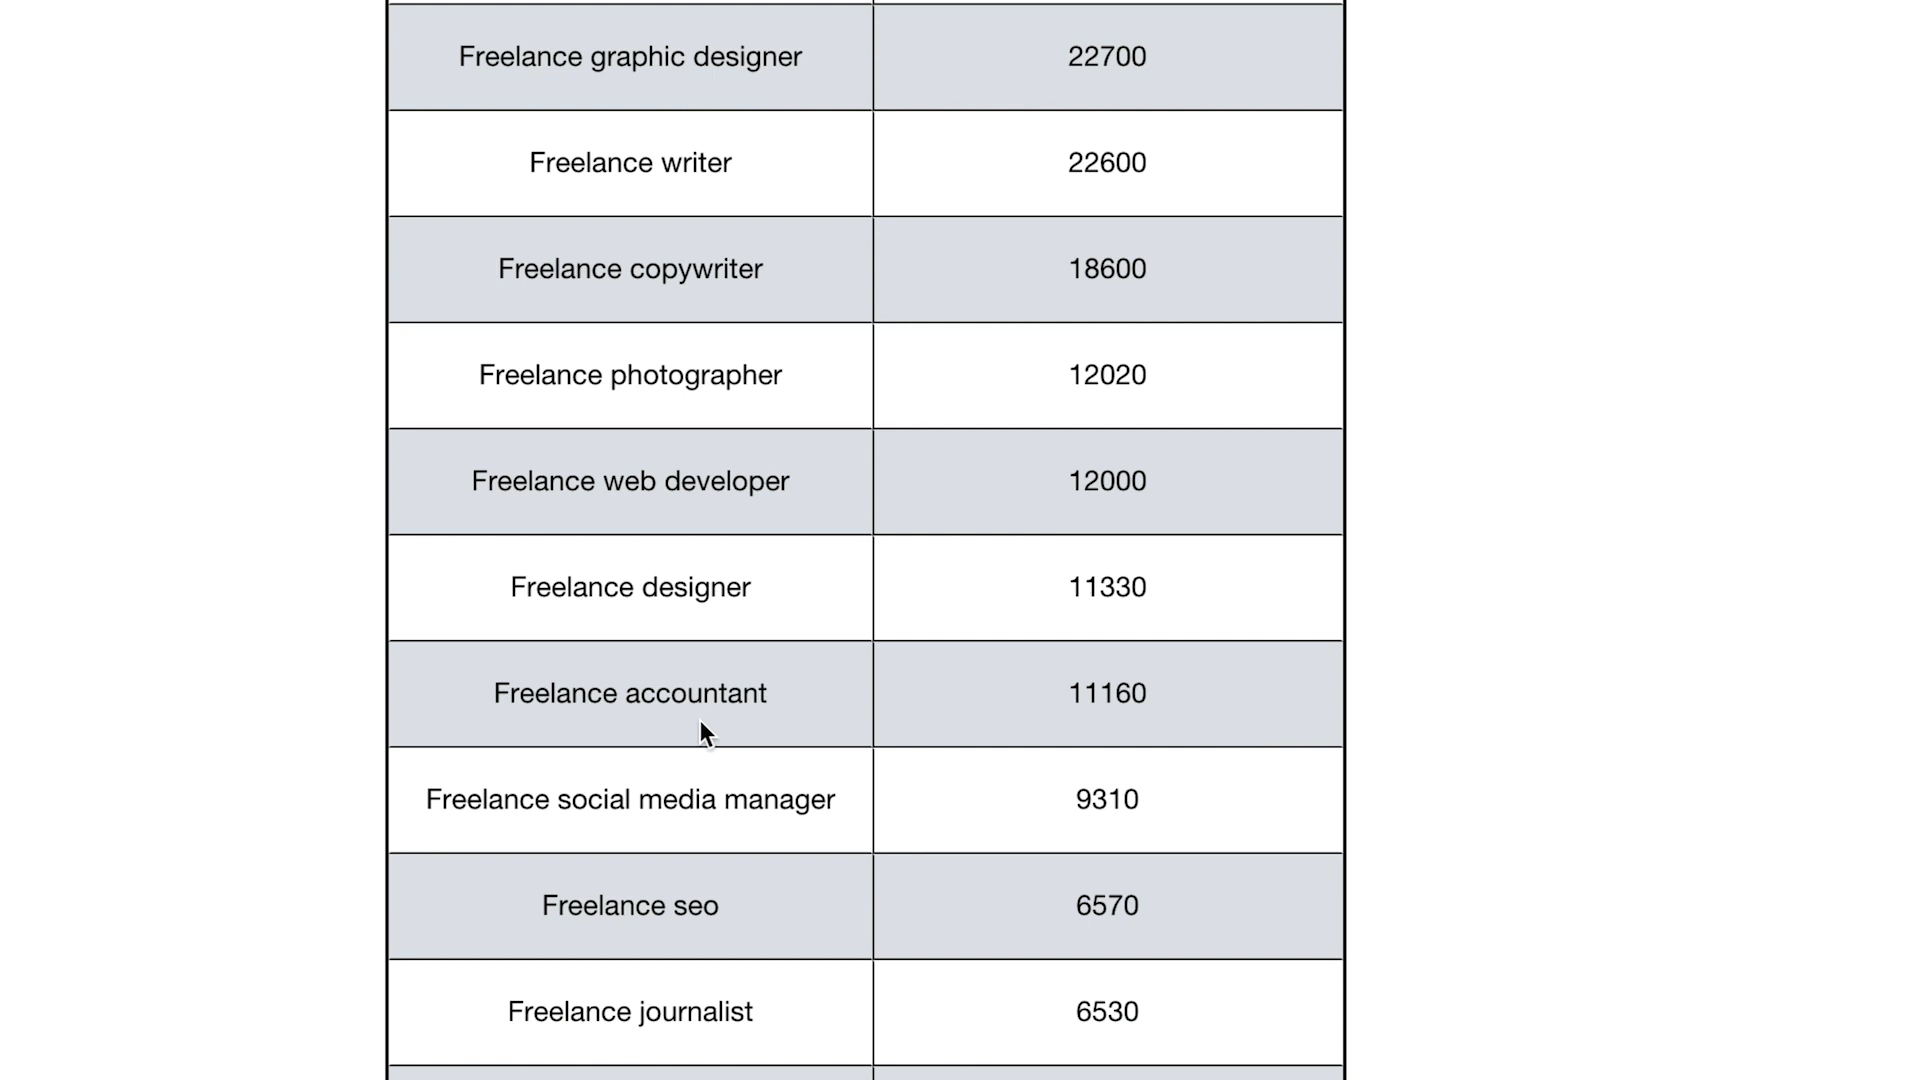 Freelance graphic designer 22700
Freelance writer 22600
Freelance copywriter 18600
Freelance photographer 12020
Freelance web developer 12000
Freelance designer 11330
Freelance accountant 11160
Freelance social media manager 9310
Freelance seo 6570
Freelance journalist 6530